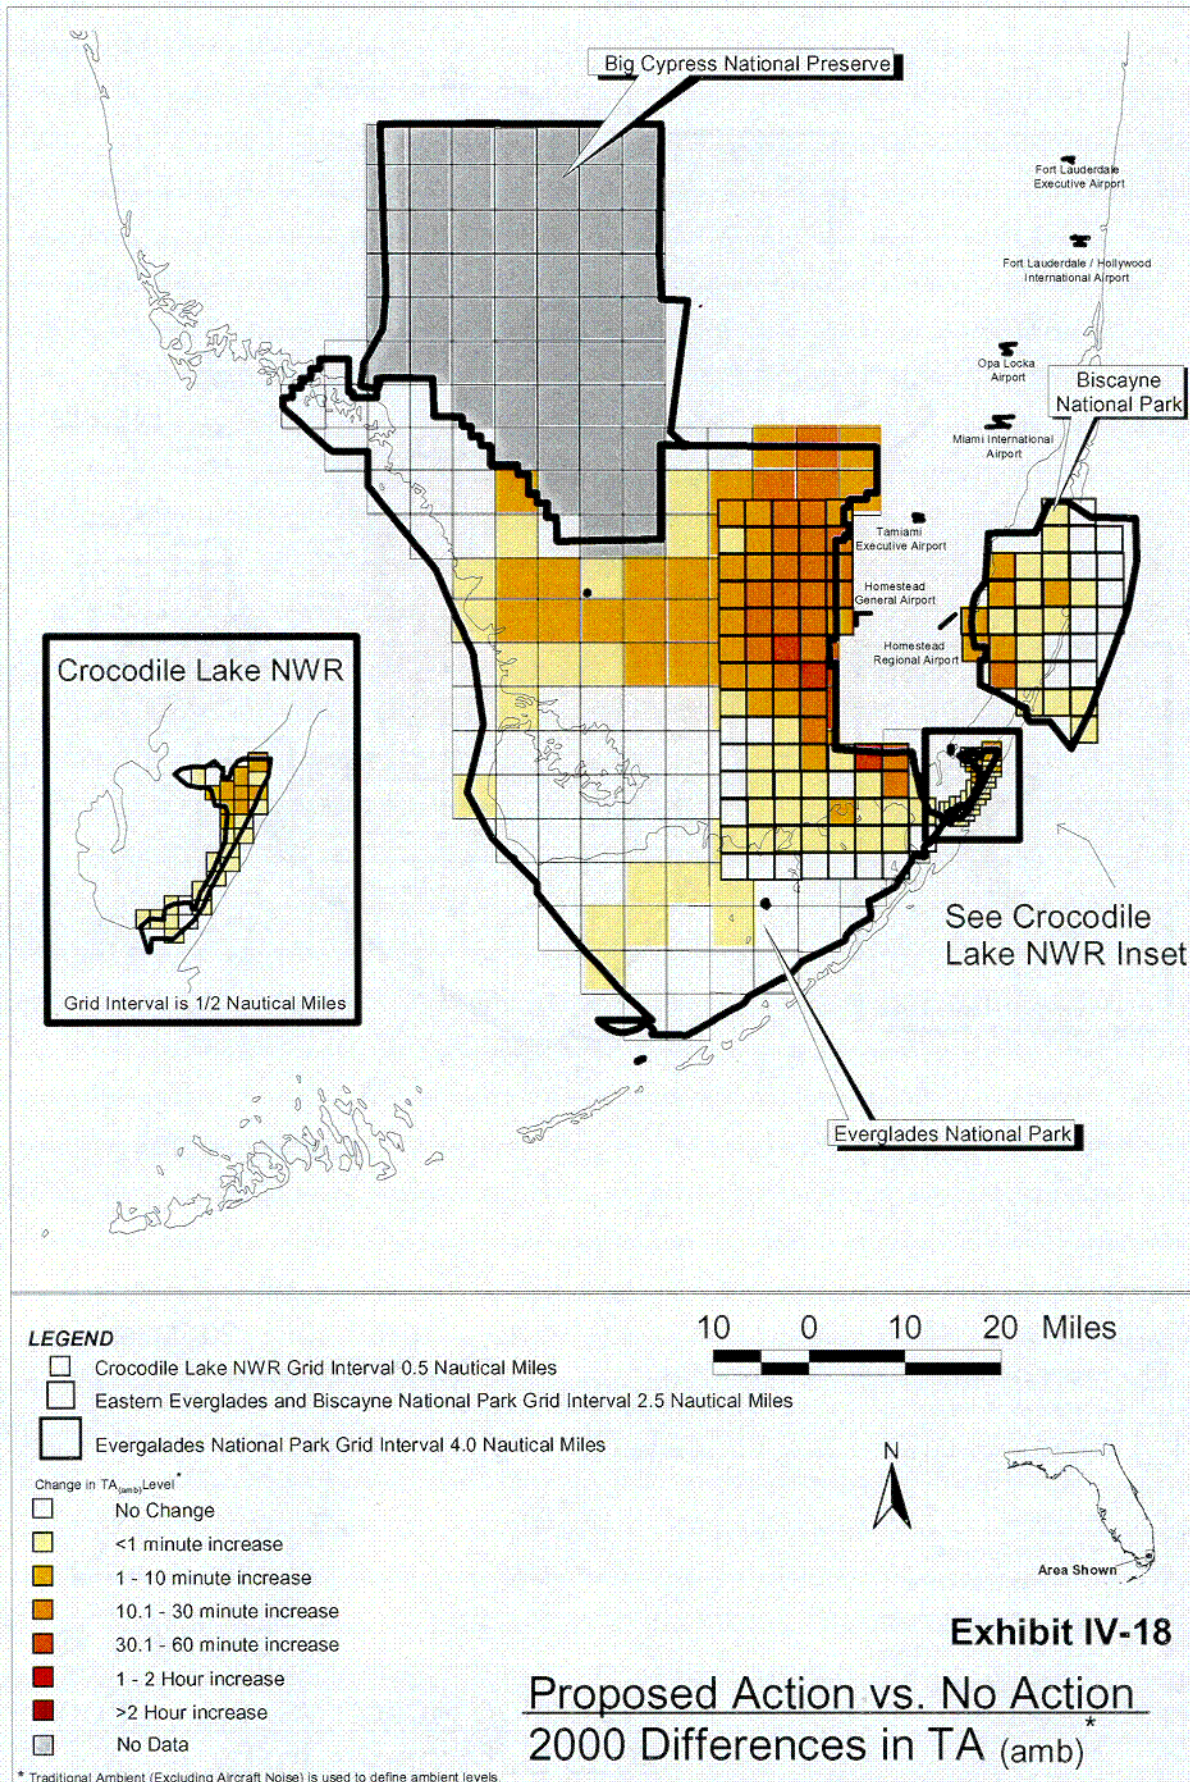 Big Cypress National Preserve
Fort Lauderdale
Executive Airport
Fort Lauderdale / Hollywood
International Airport
Opa Locka
Airport
Biscayne
National Park
Miami International
Airport
Tamiami
Executive Airport
Homestead
General Airport
Homestead
Regional Airport
Crocodile Lake NWR
Grid Interval is 1/2 Nautical Miles
See Crocodile
Lake NWR Inset
Everglades National Park
LEGEND
Crocodile Lake NWR Grid Interval 0.5 Nautical Miles
Eastern Everglades and Biscayne National Park Grid Interval 2.5 Nautical Miles
Evergalades National Park Grid Interval 4.0 Nautical Miles
Change in TA(amb)Level*
No Change
<1 minute increase
1 - 10 minute increase
10.1 - 30 minute increase
30.1 - 60 minute increase
1 - 2 Hour increase
>2 Hour increase
No Data
* Traditional Ambient (Excluding Aircraft Noise) is used to define ambient levels.
10 0 10 20 Miles
N
Area Shown
Exhibit IV-18
Proposed Action vs. No Action
2000 Differences in TA (amb)*